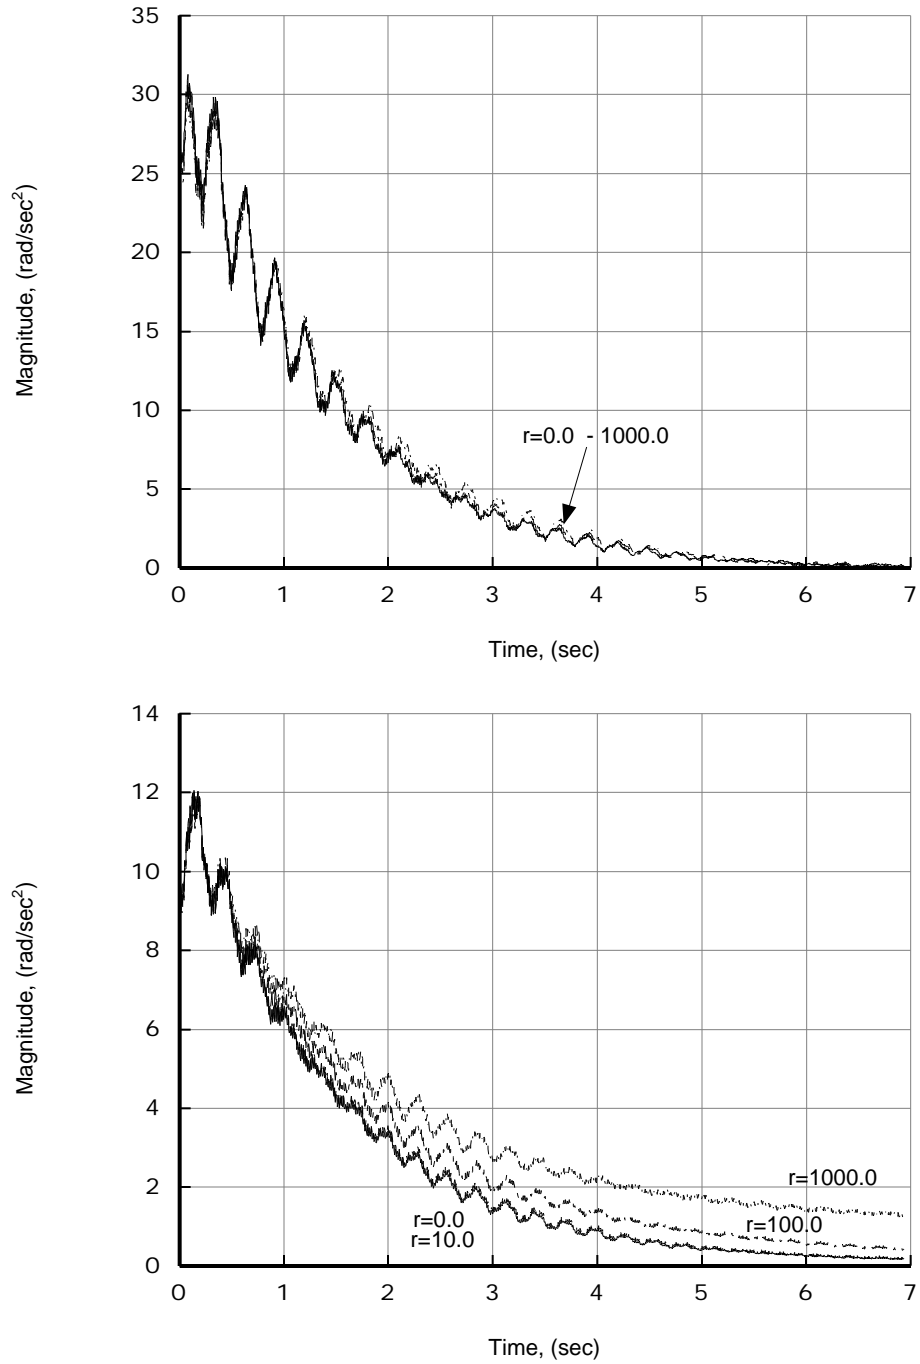 35
30
25
20
15
10
5
0
Magnitude, (rad/sec²)
r=0.0 - 1000.0
0 1 2 3 4 5 6 7
Time, (sec)
14
12
10
8
6
4
2
0
Magnitude, (rad/sec²)
r=1000.0
r=100.0
r=0.0
r=10.0
0 1 2 3 4 5 6 7
Time, (sec)